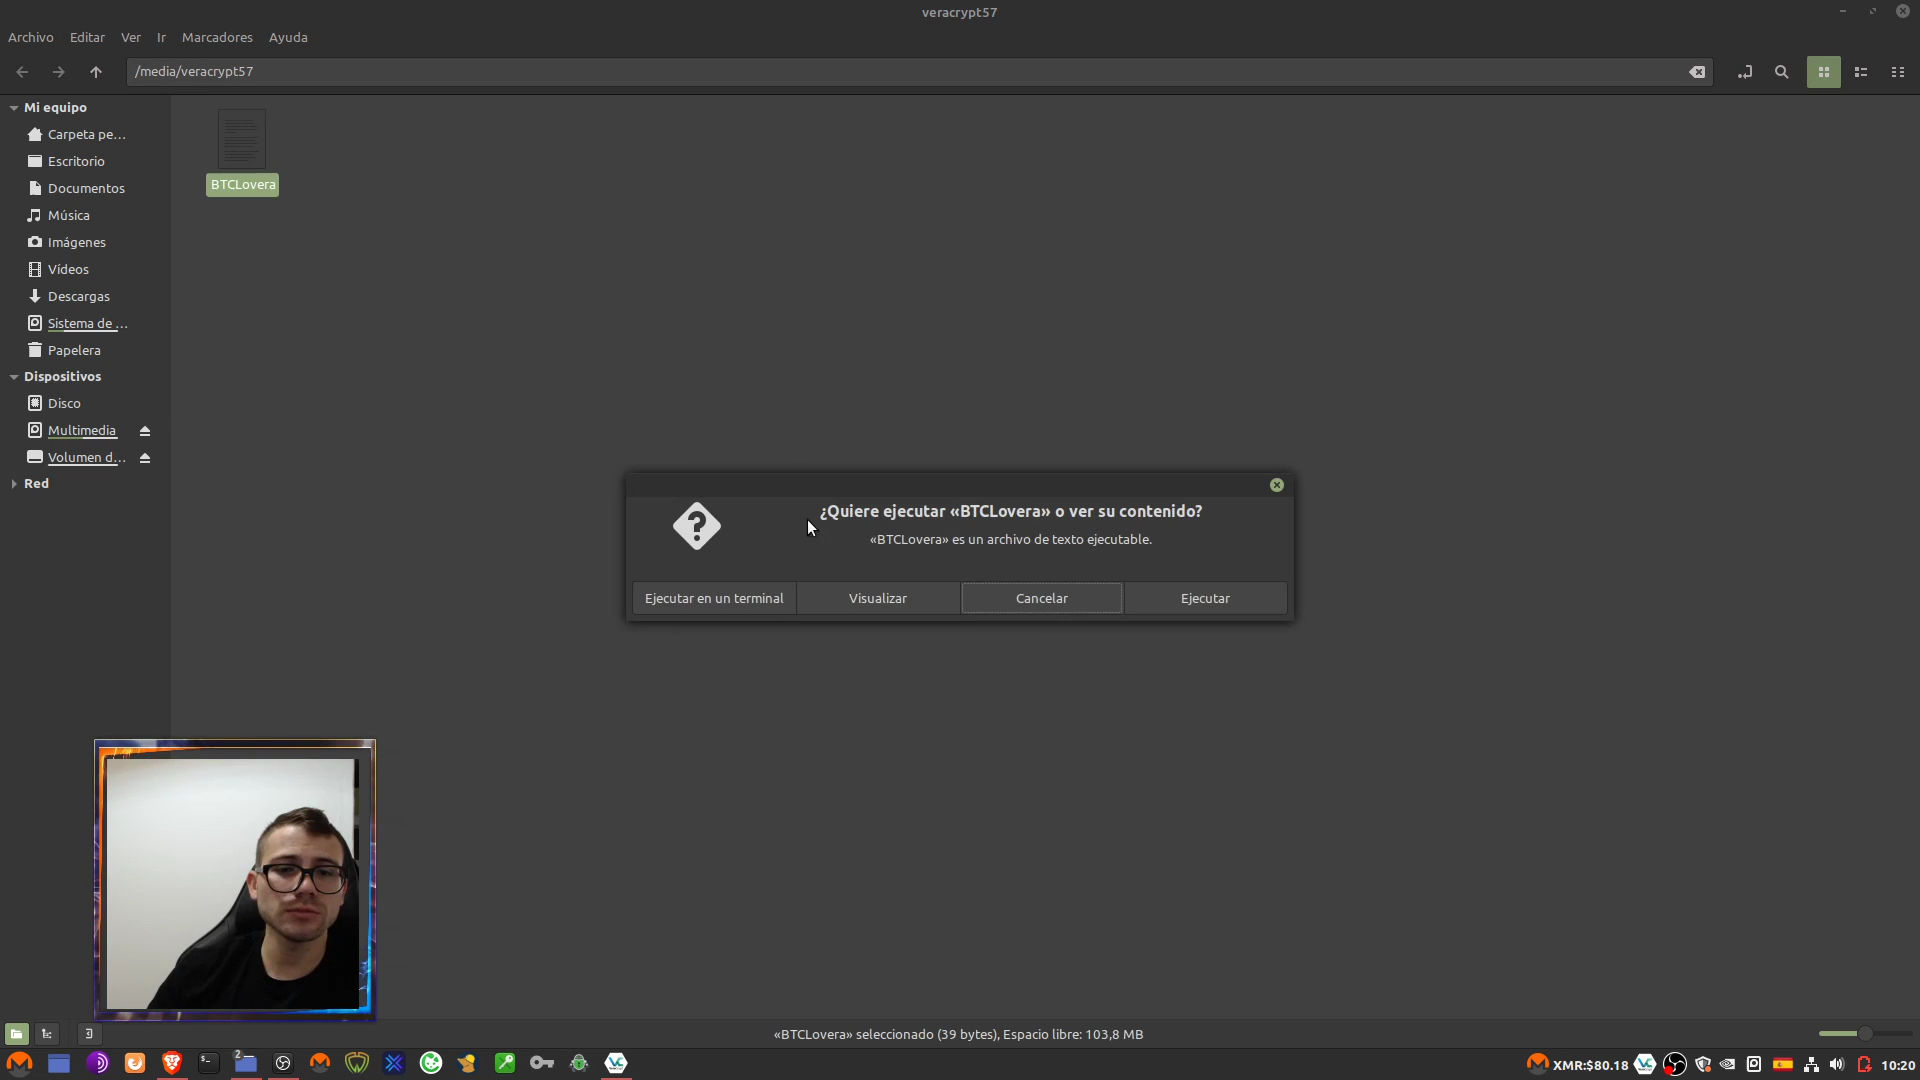 veracrypt57
Archivo Editar Ver Ir Marcadores Ayuda
/media/veracrypt57
Mi equipo
Carpeta pe...
Escritorio
Documentos
Música
Imágenes
Vídeos
Descargas
Sistema de ...
Papelera
Dispositivos
Disco
Multimedia
Volumen d...
Red
BTCLovera
¿Quiere ejecutar «BTCLovera» o ver su contenido?
«BTCLovera» es un archivo de texto ejecutable.
Ejecutar en un terminal Visualizar Cancelar Ejecutar
«BTCLovera» seleccionado (39 bytes), Espacio libre: 103,8 MB
2
XMR:$80.18
10:20